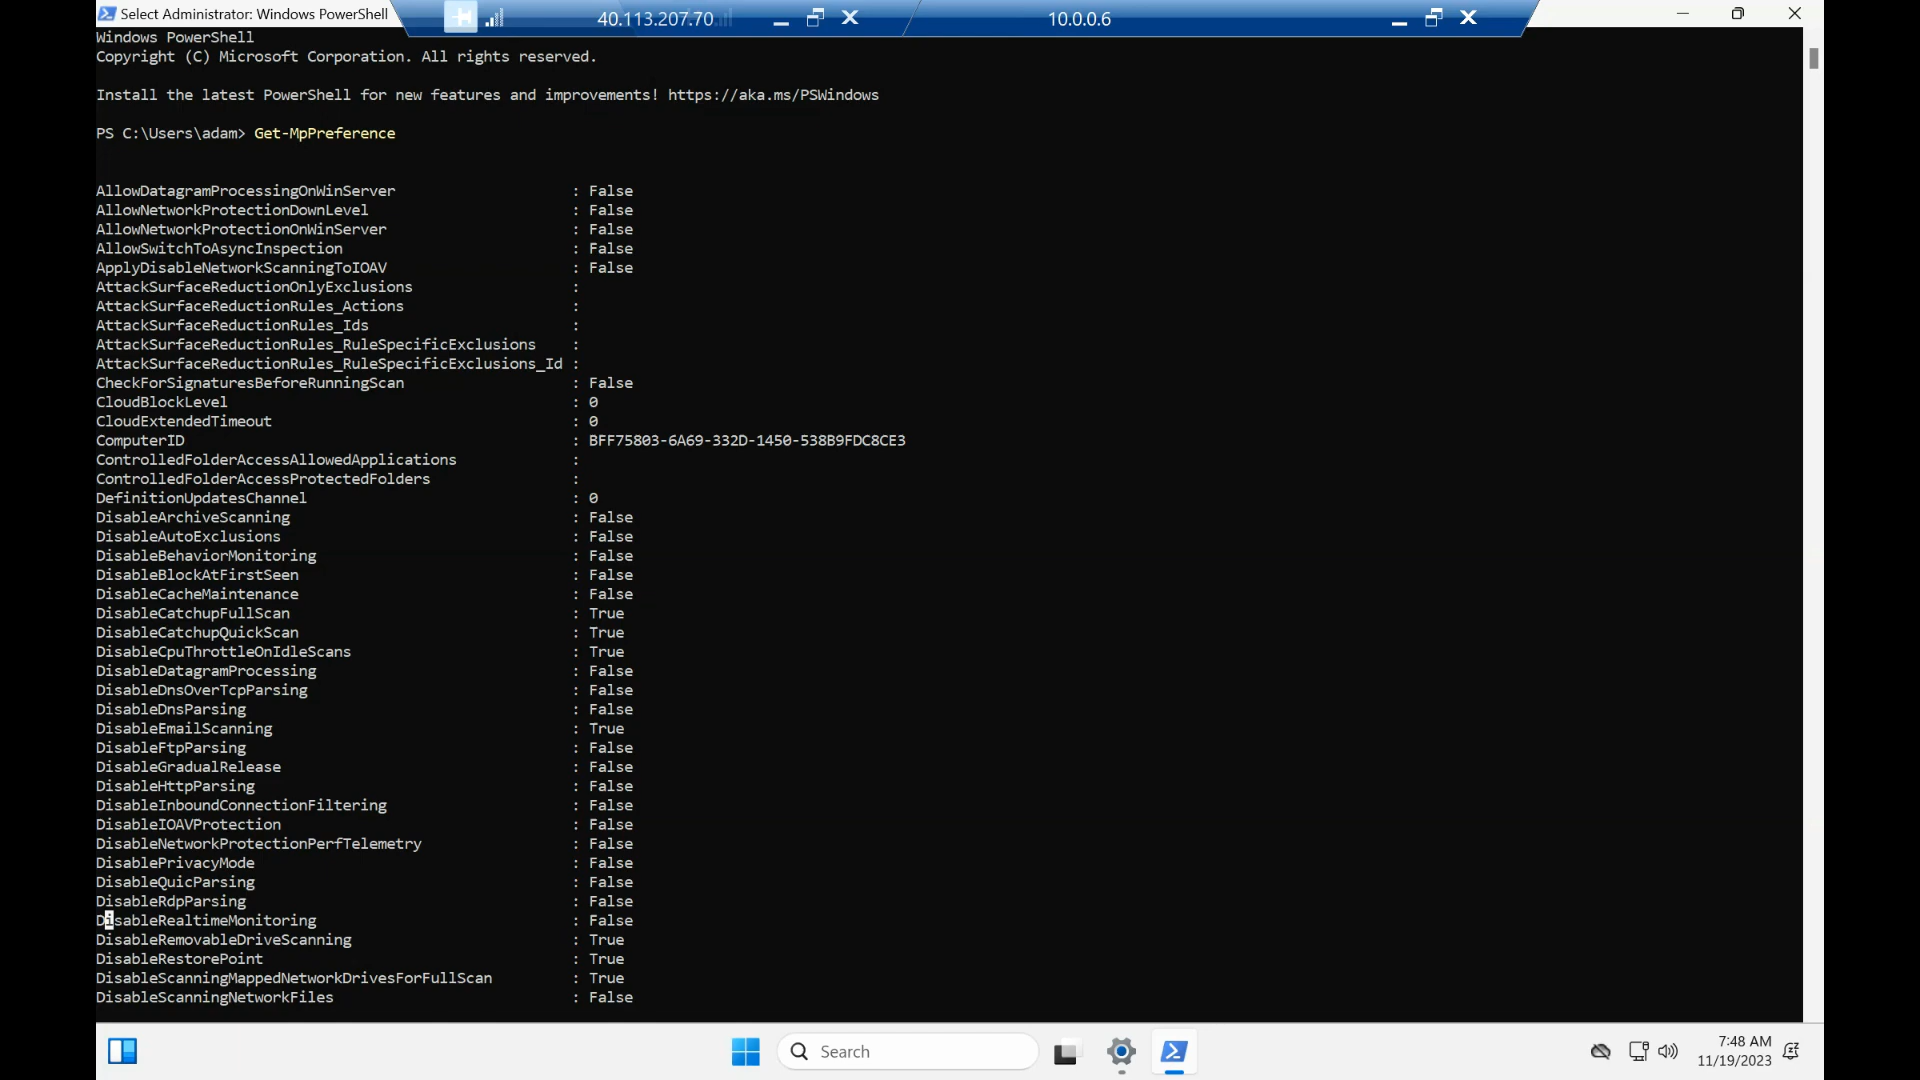 Select Administrator: Windows PowerShell
40.113.207.70
10.0.0.6
Windows PowerShell
Copyright (C) Microsoft Corporation. All rights reserved.
Install the latest PowerShell for new features and improvements! https://aka.ms/PSWindows
PS C:\Users\adam> Get-MpPreference
AllowDatagramProcessingOnWinServer : False
AllowNetworkProtectionDownLevel : False
AllowNetworkProtectionOnWinServer : False
AllowSwitchToAsyncInspection : False
ApplyDisableNetworkScanningToIOAV : False
AttackSurfaceReductionOnlyExclusions :
AttackSurfaceReductionRules_Actions :
AttackSurfaceReductionRules_Ids :
AttackSurfaceReductionRules_RuleSpecificExclusions :
AttackSurfaceReductionRules_RuleSpecificExclusions_Id :
CheckForSignaturesBeforeRunningScan : False
CloudBlockLevel : 0
CloudExtendedTimeout : 0
ComputerID : BFF75803-6A69-332D-1450-538B9FDC8CE3
ControlledFolderAccessAllowedApplications :
ControlledFolderAccessProtectedFolders :
DefinitionUpdatesChannel : 0
DisableArchiveScanning : False
DisableAutoExclusions : False
DisableBehaviorMonitoring : False
DisableBlockAtFirstSeen : False
DisableCacheMaintenance : False
DisableCatchupFullScan : True
DisableCatchupQuickScan : True
DisableCpuThrottleOnIdleScans : True
DisableDatagramProcessing : False
DisableDnsOverTcpParsing : False
DisableDnsParsing : False
DisableEmailScanning : True
DisableFtpParsing : False
DisableGradualRelease : False
DisableHttpParsing : False
DisableInboundConnectionFiltering : False
DisableIOAVProtection : False
DisableNetworkProtectionPerfTelemetry : False
DisablePrivacyMode : False
DisableQuicParsing : False
DisableRdpParsing : False
DisableRealtimeMonitoring : False
DisableRemovableDriveScanning : True
DisableRestorePoint : True
DisableScanningMappedNetworkDrivesForFullScan : True
DisableScanningNetworkFiles : False
Search
7:48 AM
11/19/2023